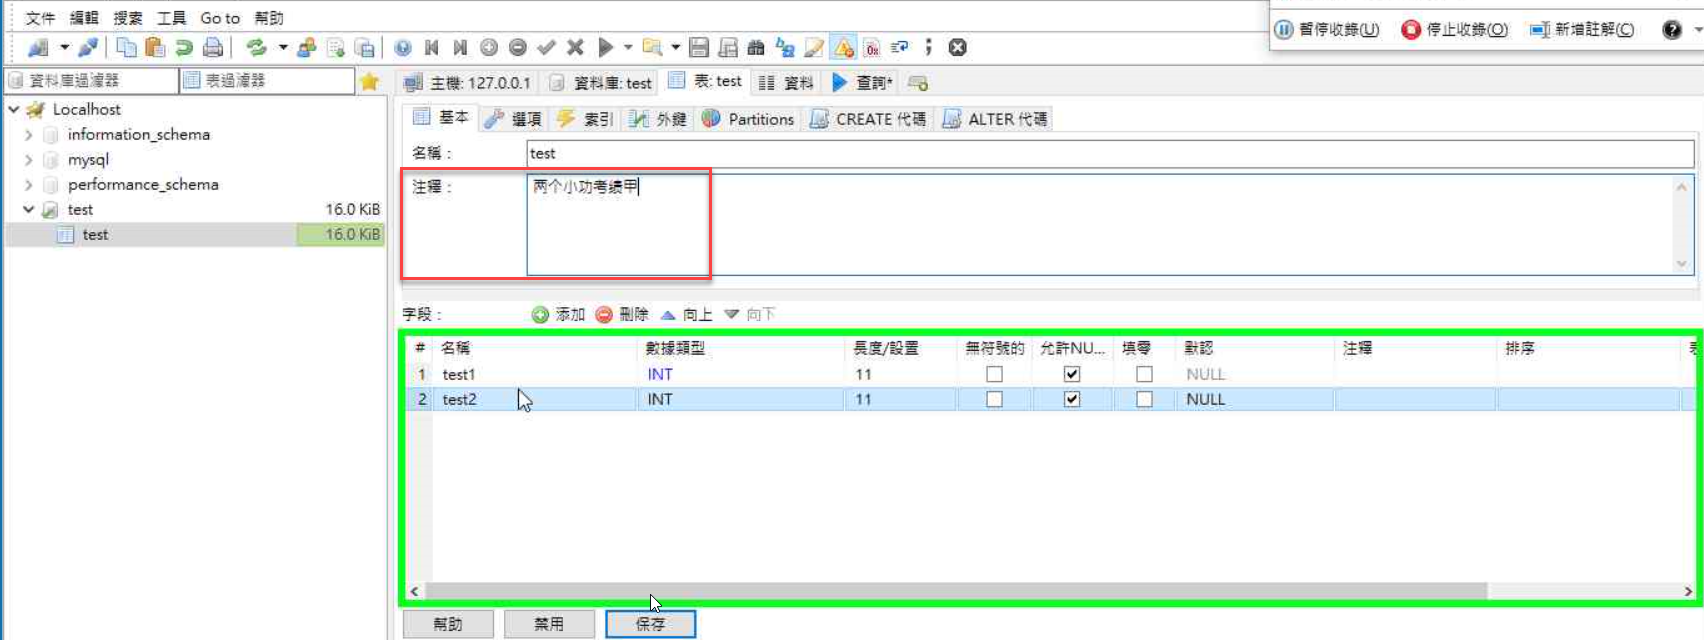 文件 編輯 搜索 工具 Go to 幫助
暫停收錄(U) 停止收錄(O) 新增註解(C)
資料庫過濾器 表過濾器
主機: 127.0.0.1 資料庫: test 表: test 資料 查詢*
Localhost
information_schema
mysql
performance_schema
test 16.0 KiB
test 16.0 KiB
基本 選項 索引 外鍵 Partitions CREATE 代碼 ALTER 代碼
名稱： test
注釋： 两个小功考绩甲
字段： 添加 刪除 向上 向下
# 名稱 數據類型 長度/設置 無符號的 允許NU... 填零 默認 注釋 排序
1 test1 INT 11 NULL
2 test2 INT 11 NULL
幫助 禁用 保存